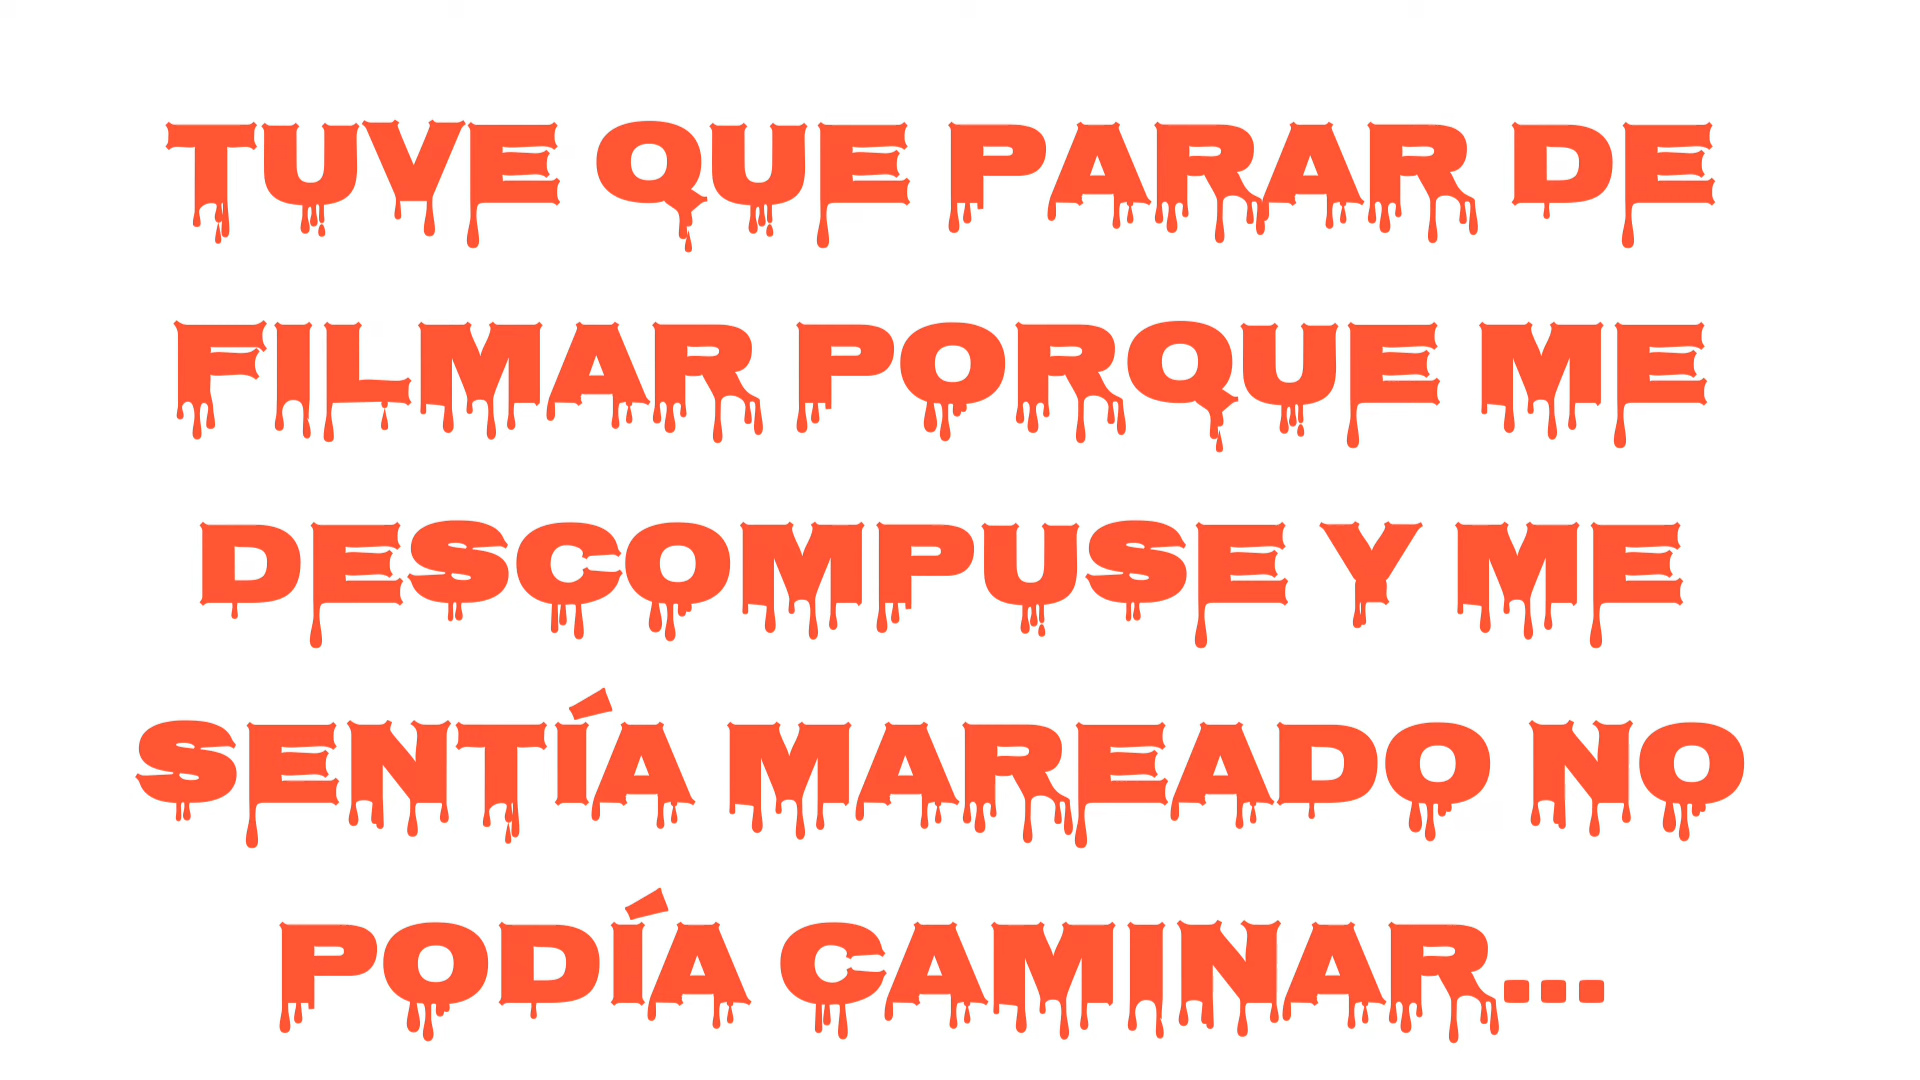 TUVE QUE PARAR DE
FILMAR PORQUE ME
DESCOMPUSE Y ME
SENTÍA MAREADO NO
PODÍA CAMINAR...